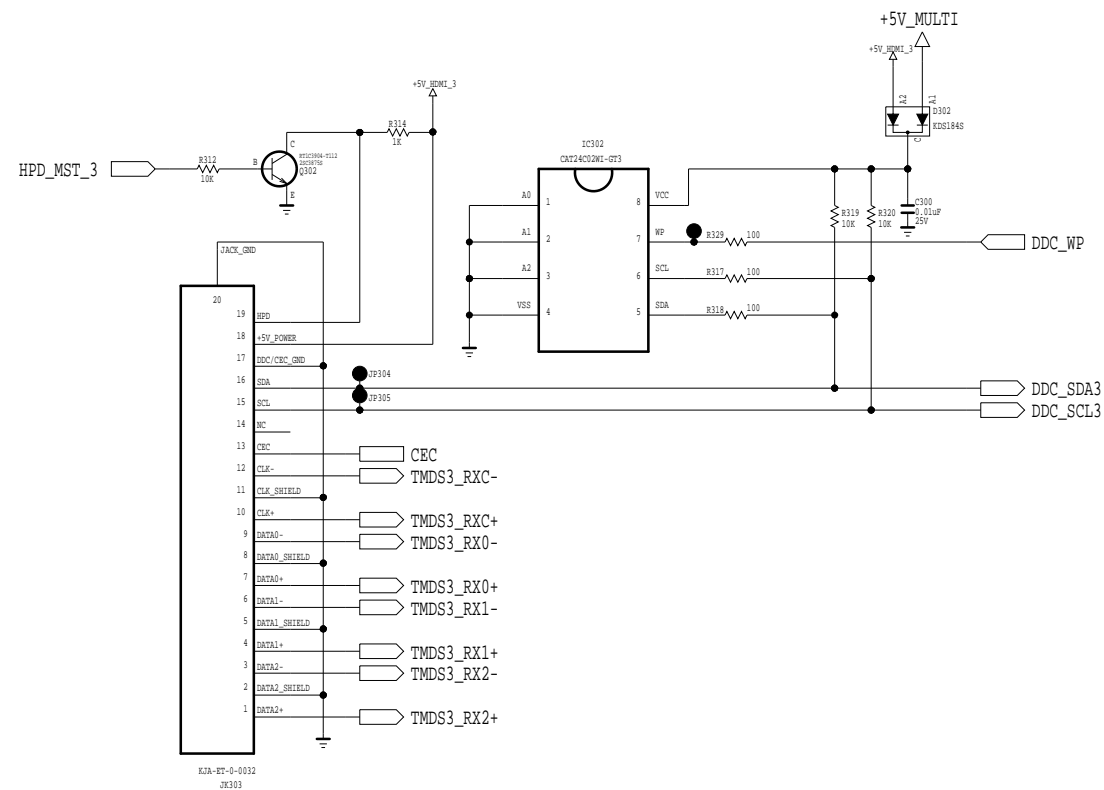 +5V_MULTI
+5V_HDMI_3
A2
A1
D302
KDS184S
C
+5V_HDMI_3
R314
1K
HPD_MST_3
R312
10K
B
C
E
RT1C3904-T112
2SC3875S
Q302
IC302
CAT24C02WI-GT3
A0
1
8
VCC
A1
2
7
WP
A2
3
6
SCL
VSS
4
5
SDA
R329
100
R317
100
R318
100
R319
10K
R320
10K
C300
0.01uF
25V
DDC_WP
DDC_SDA3
DDC_SCL3
JACK_GND
20
19
HPD
18
+5V_POWER
17
DDC/CEC_GND
16
SDA
JP304
15
SCL
JP305
14
NC
13
CEC
CEC
12
CLK-
TMDS3_RXC-
11
CLK_SHIELD
10
CLK+
TMDS3_RXC+
9
DATA0-
TMDS3_RX0-
8
DATA0_SHIELD
7
DATA0+
TMDS3_RX0+
6
DATA1-
TMDS3_RX1-
5
DATA1_SHIELD
4
DATA1+
TMDS3_RX1+
3
DATA2-
TMDS3_RX2-
2
DATA2_SHIELD
1
DATA2+
TMDS3_RX2+
KJA-ET-0-0032
JK303